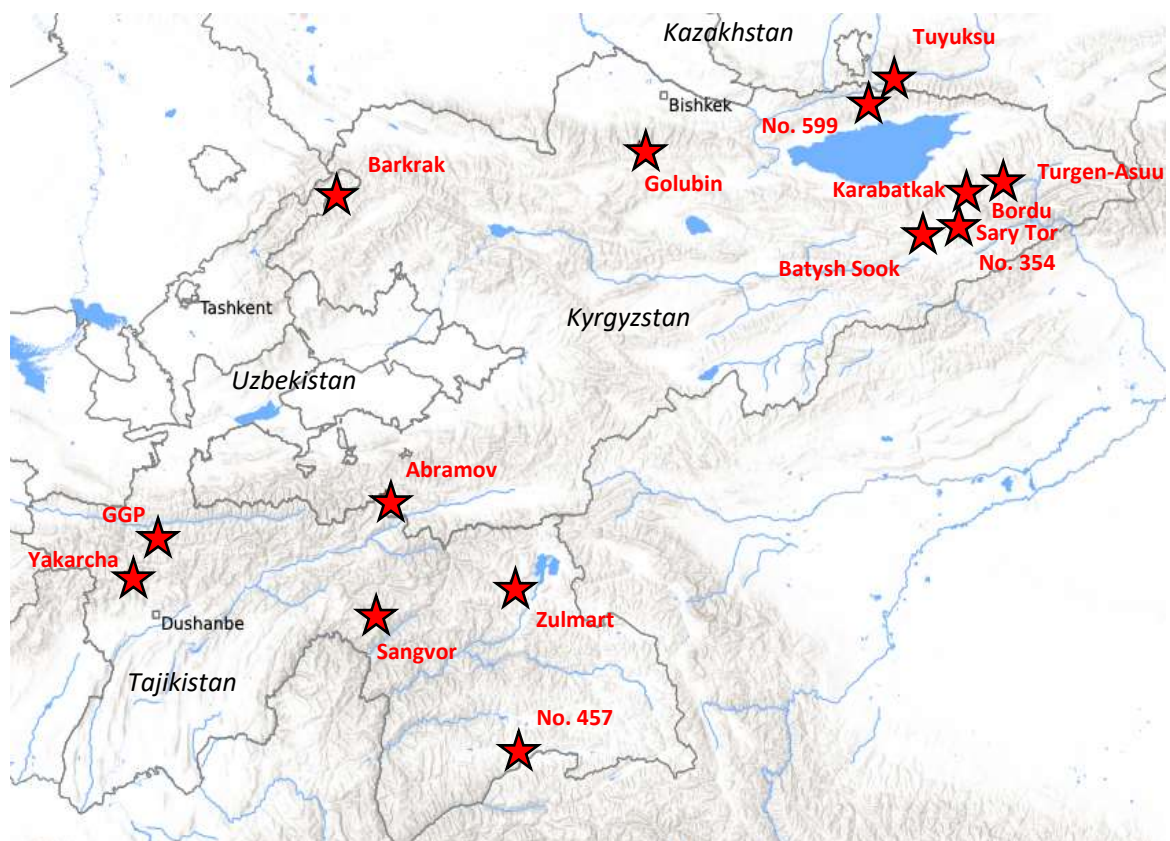 Kazakhstan
Tuyuksu
Bishkek
No. 599
Barkrak
Golubin
Karabatkak
Turgen-Asuu
Bordu
Sary Tor
Batysh Sook
No. 354
Tashkent
Kyrgyzstan
Uzbekistan
Abramov
GGP
Yakarcha
Dushanbe
Zulmart
Sangvor
Tajikistan
No. 457